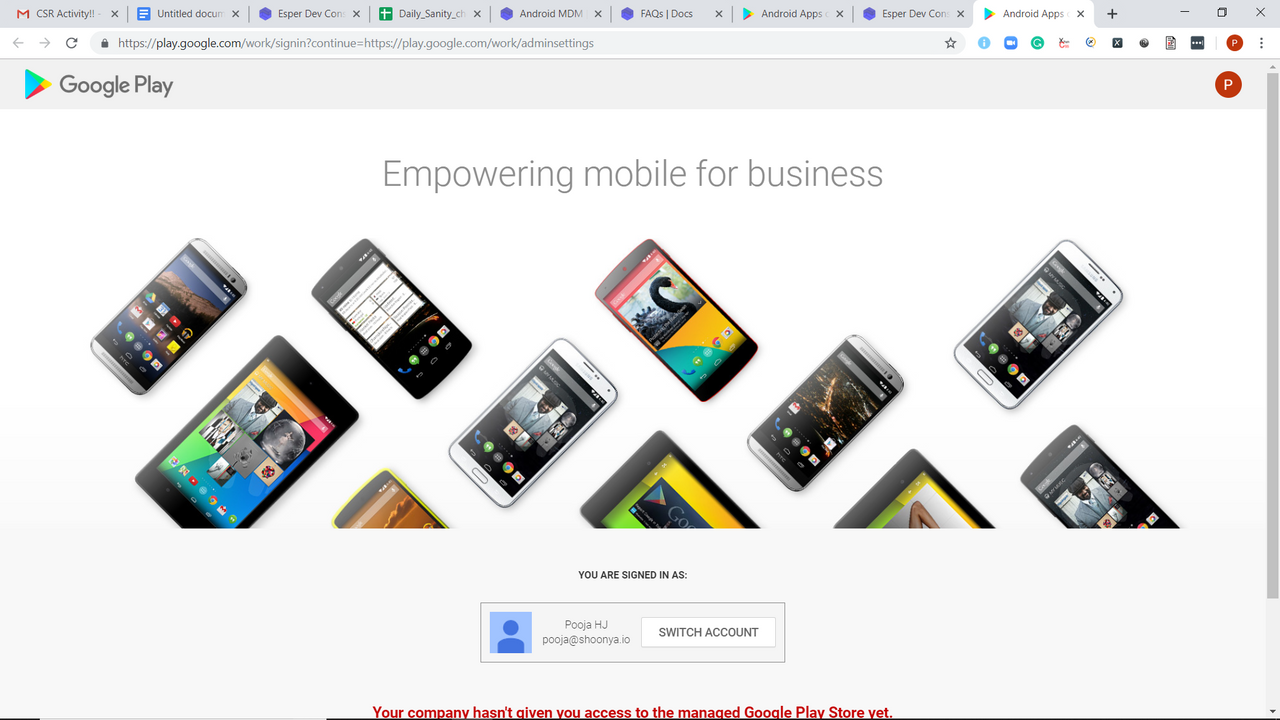 CSR Activity!! -
Untitled docum
Esper Dev Cons
Daily_Sanity_ch
Android MDM
FAQs | Docs
Android Apps
Esper Dev Cons
Android Apps
https://play.google.com/work/signin?ontinue=https://play.google.com/work/adminsettings
P
Google Play
P
Empowering mobile for business
YOU ARE SIGNED IN AS:
Pooja HJ
pooja@shoonya.io
SWITCH ACCOUNT
Your company hasn't given you access to the managed Google Play Store yet.